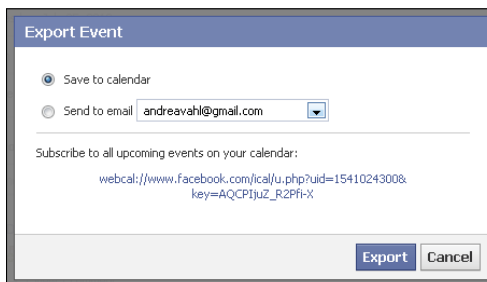 Export Event
Save to calendar
Send to email andreavahl@gmail.com
Subscribe to all upcoming events on your calendar:
webcal://www.facebook.com/ical/u.php?uid=1541024300&
key=AQCPIjuZ_R2Pfi-X
Export Cancel